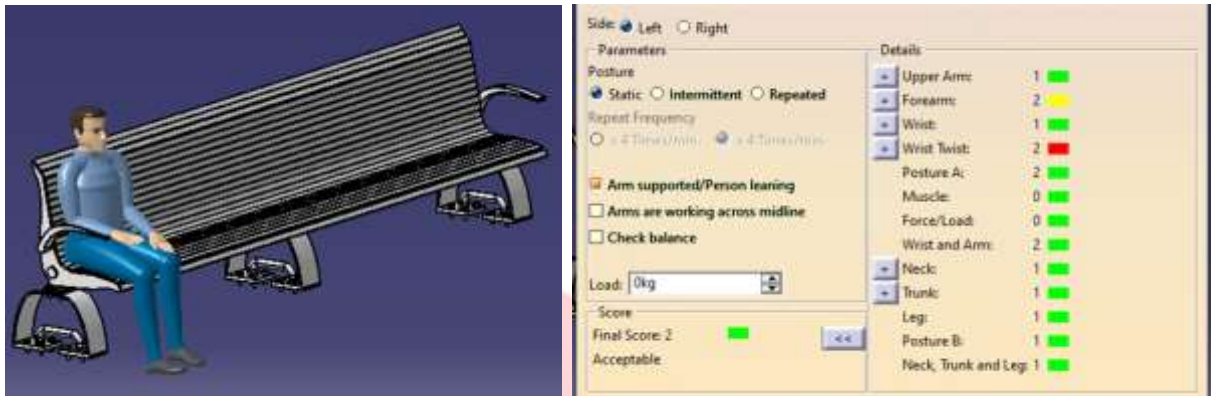 Side: Left Right
Parameters
Posture
Static Intermittent Repeated
Repeat Frequency
Arm supported/Person leaning
Arms are working across midline
Check balance
Load: 0kg
Score
Final Score: 2 <<
Acceptable
Details
+ Upper Arm: 1
+ Forearm: 2
+ Wrist: 1
+ Wrist Twist: 2
Posture A: 2
Muscle: 0
Force/Load: 0
Wrist and Arm: 2
+ Neck: 1
+ Trunk: 1
Leg: 1
Posture B: 1
Neck, Trunk and Leg: 1